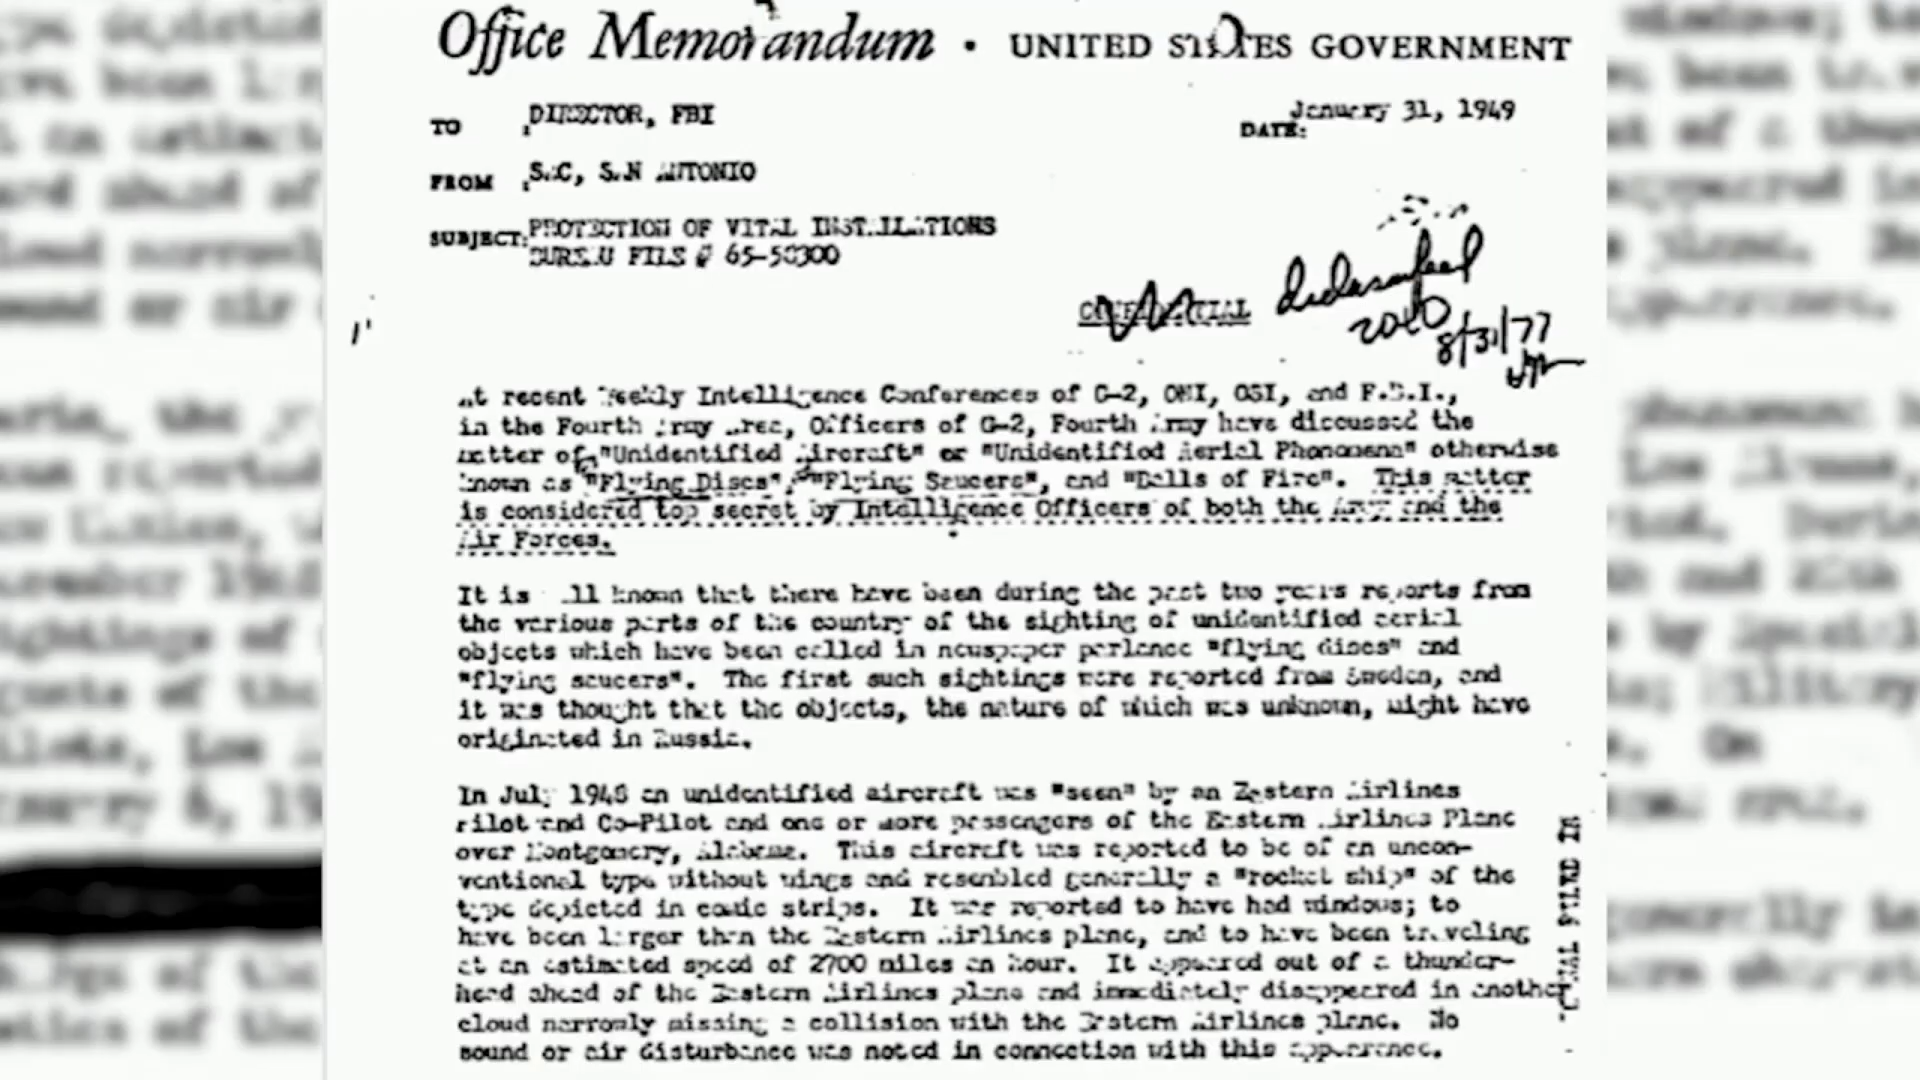 Office Memorandum • UNITED STATES GOVERNMENT
TO : DIRECTOR, FBI
DATE: January 31, 1949
FROM : SAC, SAN ANTONIO
SUBJECT: PROTECTION OF VITAL INSTALLATIONS
BUREAU FILE # 65-58300
CONFIDENTIAL
declassified
8/31/77
At recent Weekly Intelligence Conferences of G-2, ONI, OSI, and F.B.I.,
in the Fourth Army Area, Officers of G-2, Fourth Army have discussed the
matter of "Unidentified Aircraft" or "Unidentified Aerial Phenomena" otherwise
known as "Flying Discs", "Flying Saucers", and "Balls of Fire". This matter
is considered top secret by Intelligence Officers of both the Army and the
Air Forces.
It is well known that there have been during the past two years reports from
the various parts of the country of the sighting of unidentified aerial
objects which have been called in newspaper parlance "flying discs" and
"flying saucers". The first such sightings were reported from Sweden, and
it was thought that the objects, the nature of which was unknown, might have
originated in Russia.
In July 1948 an unidentified aircraft was "seen" by an Eastern Airlines
Pilot and Co-Pilot and one or more passengers of the Eastern Airlines Plane
over Montgomery, Alabama. This aircraft was reported to be of an uncon-
ventional type without wings and resembled generally a "rocket ship" of the
type depicted in comic strips. It was reported to have had windows; to
have been larger than the Eastern Airlines plane, and to have been traveling
at an estimated speed of 2700 miles an hour. It appeared out of a thunder-
head ahead of the Eastern Airlines plane and immediately disappeared in another
cloud narrowly missing a collision with the Eastern Airlines plane. No
sound or air disturbance was noted in connection with this appearance.